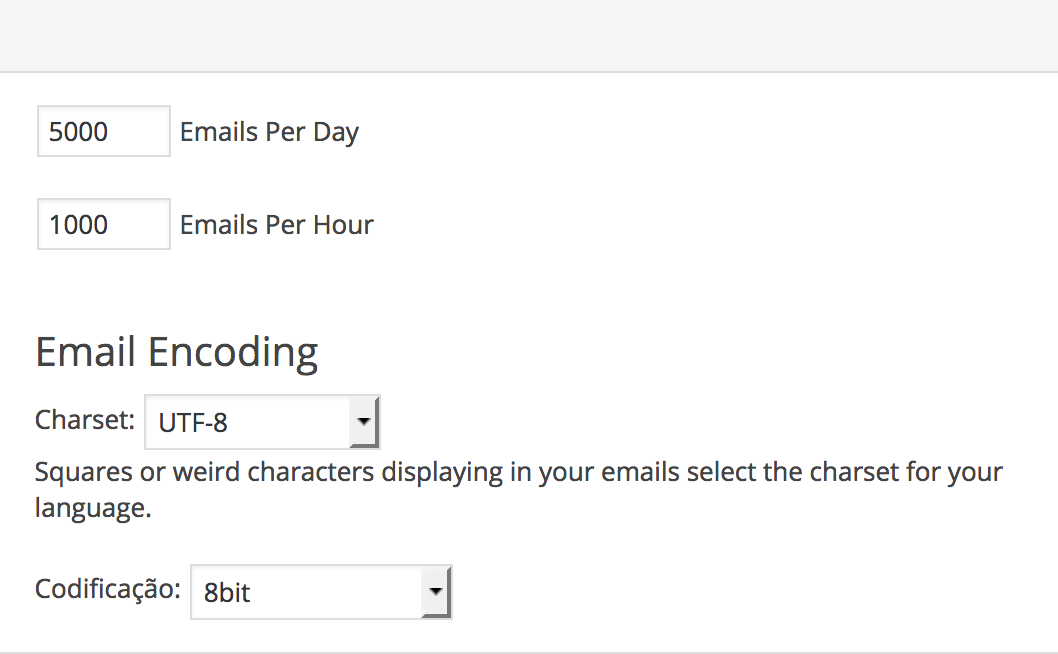 5000 Emails Per Day
1000 Emails Per Hour
Email Encoding
Charset: UTF-8
Squares or weird characters displaying in your emails select the charset for your
language.
Codificação: 8bit